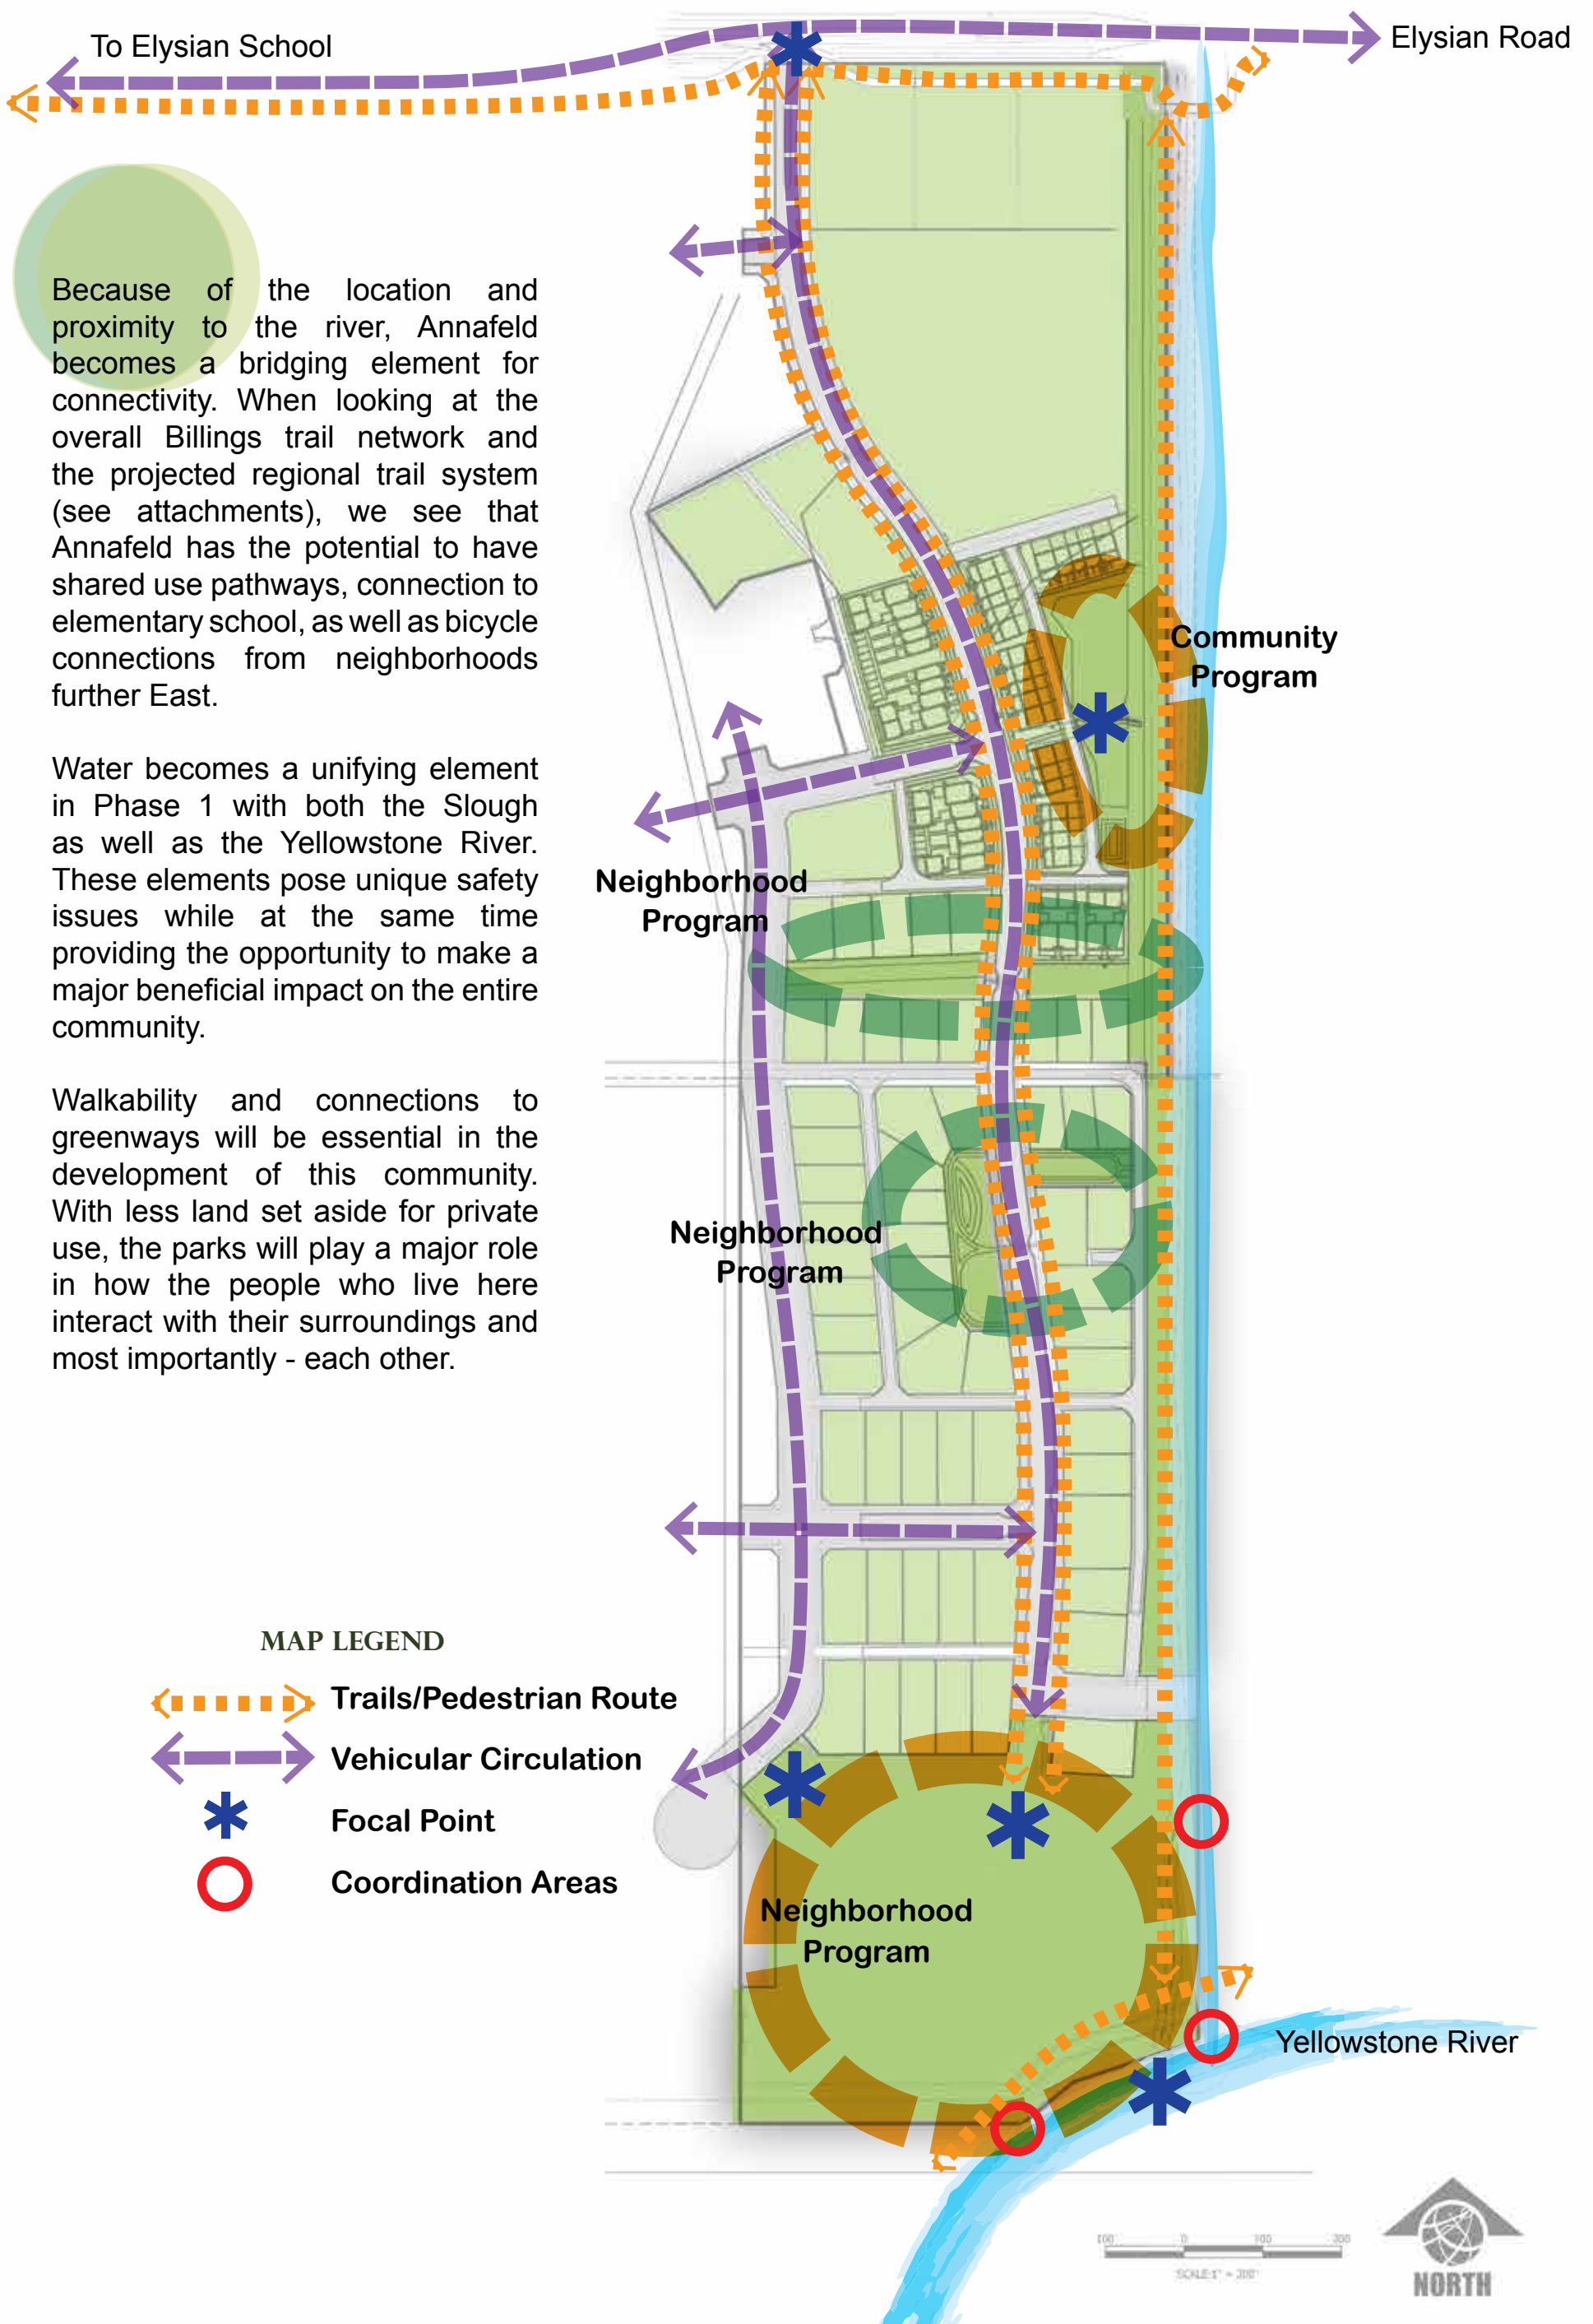 To Elysian School
Elysian Road
Because of the location and
proximity to the river, Annafeld
becomes a bridging element for
connectivity. When looking at the
overall Billings trail network and
the projected regional trail system
(see attachments), we see that
Annafeld has the potential to have
shared use pathways, connection to
elementary school, as well as bicycle
connections from neighborhoods
further East.
Water becomes a unifying element
in Phase 1 with both the Slough
as well as the Yellowstone River.
These elements pose unique safety
issues while at the same time
providing the opportunity to make a
major beneficial impact on the entire
community.
Walkability and connections to
greenways will be essential in the
development of this community.
With less land set aside for private
use, the parks will play a major role
in how the people who live here
interact with their surroundings and
most importantly - each other.
Community
Program
Neighborhood
Program
Neighborhood
Program
MAP LEGEND
Trails/Pedestrian Route
Vehicular Circulation
Focal Point
Coordination Areas
Neighborhood
Program
Yellowstone River
100 0 100 200
SCALE:1" = 200'
NORTH